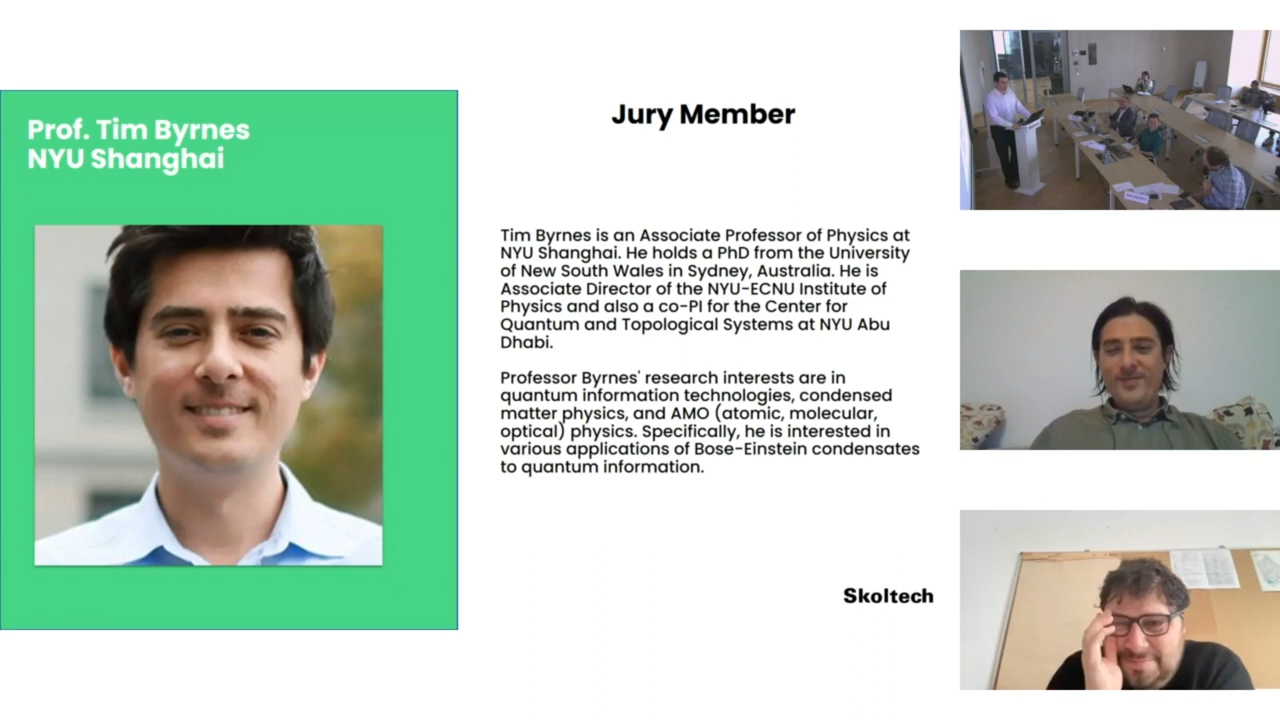 Prof. Tim Byrnes
NYU Shanghai
Jury Member
Tim Byrnes is an Associate Professor of Physics at
NYU Shanghai. He holds a PhD from the University
of New South Wales in Sydney, Australia. He is
Associate Director of the NYU-ECNU Institute of
Physics and also a co-PI for the Center for
Quantum and Topological Systems at NYU Abu
Dhabi.
Professor Byrnes' research interests are in
quantum information technologies, condensed
matter physics, and AMO (atomic, molecular,
optical) physics. Specifically, he is interested in
various applications of Bose-Einstein condensates
to quantum information.
Skoltech